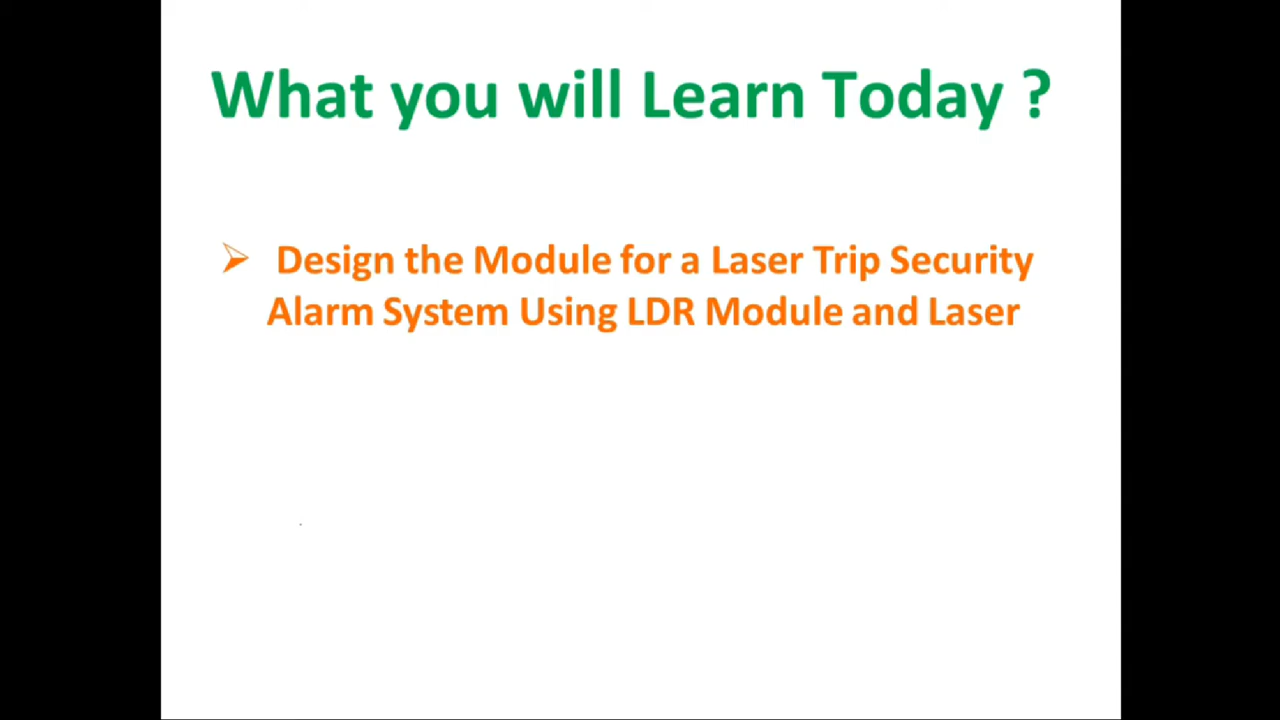 What you will Learn Today ?
➢ Design the Module for a Laser Trip Security
Alarm System Using LDR Module and Laser